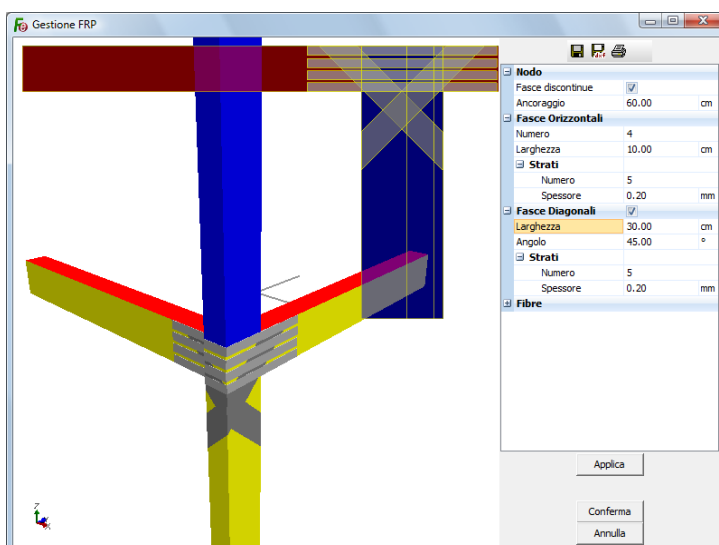 Gestione FRP
Nodo
Fasce discontinue
Ancoraggio 60.00 cm
Fasce Orizzontali
Numero 4
Larghezza 10.00 cm
Strati
Numero 5
Spessore 0.20 mm
Fasce Diagonali
Larghezza 30.00 cm
Angolo 45.00 °
Strati
Numero 5
Spessore 0.20 mm
Fibre
Applica
Conferma
Annulla
Z